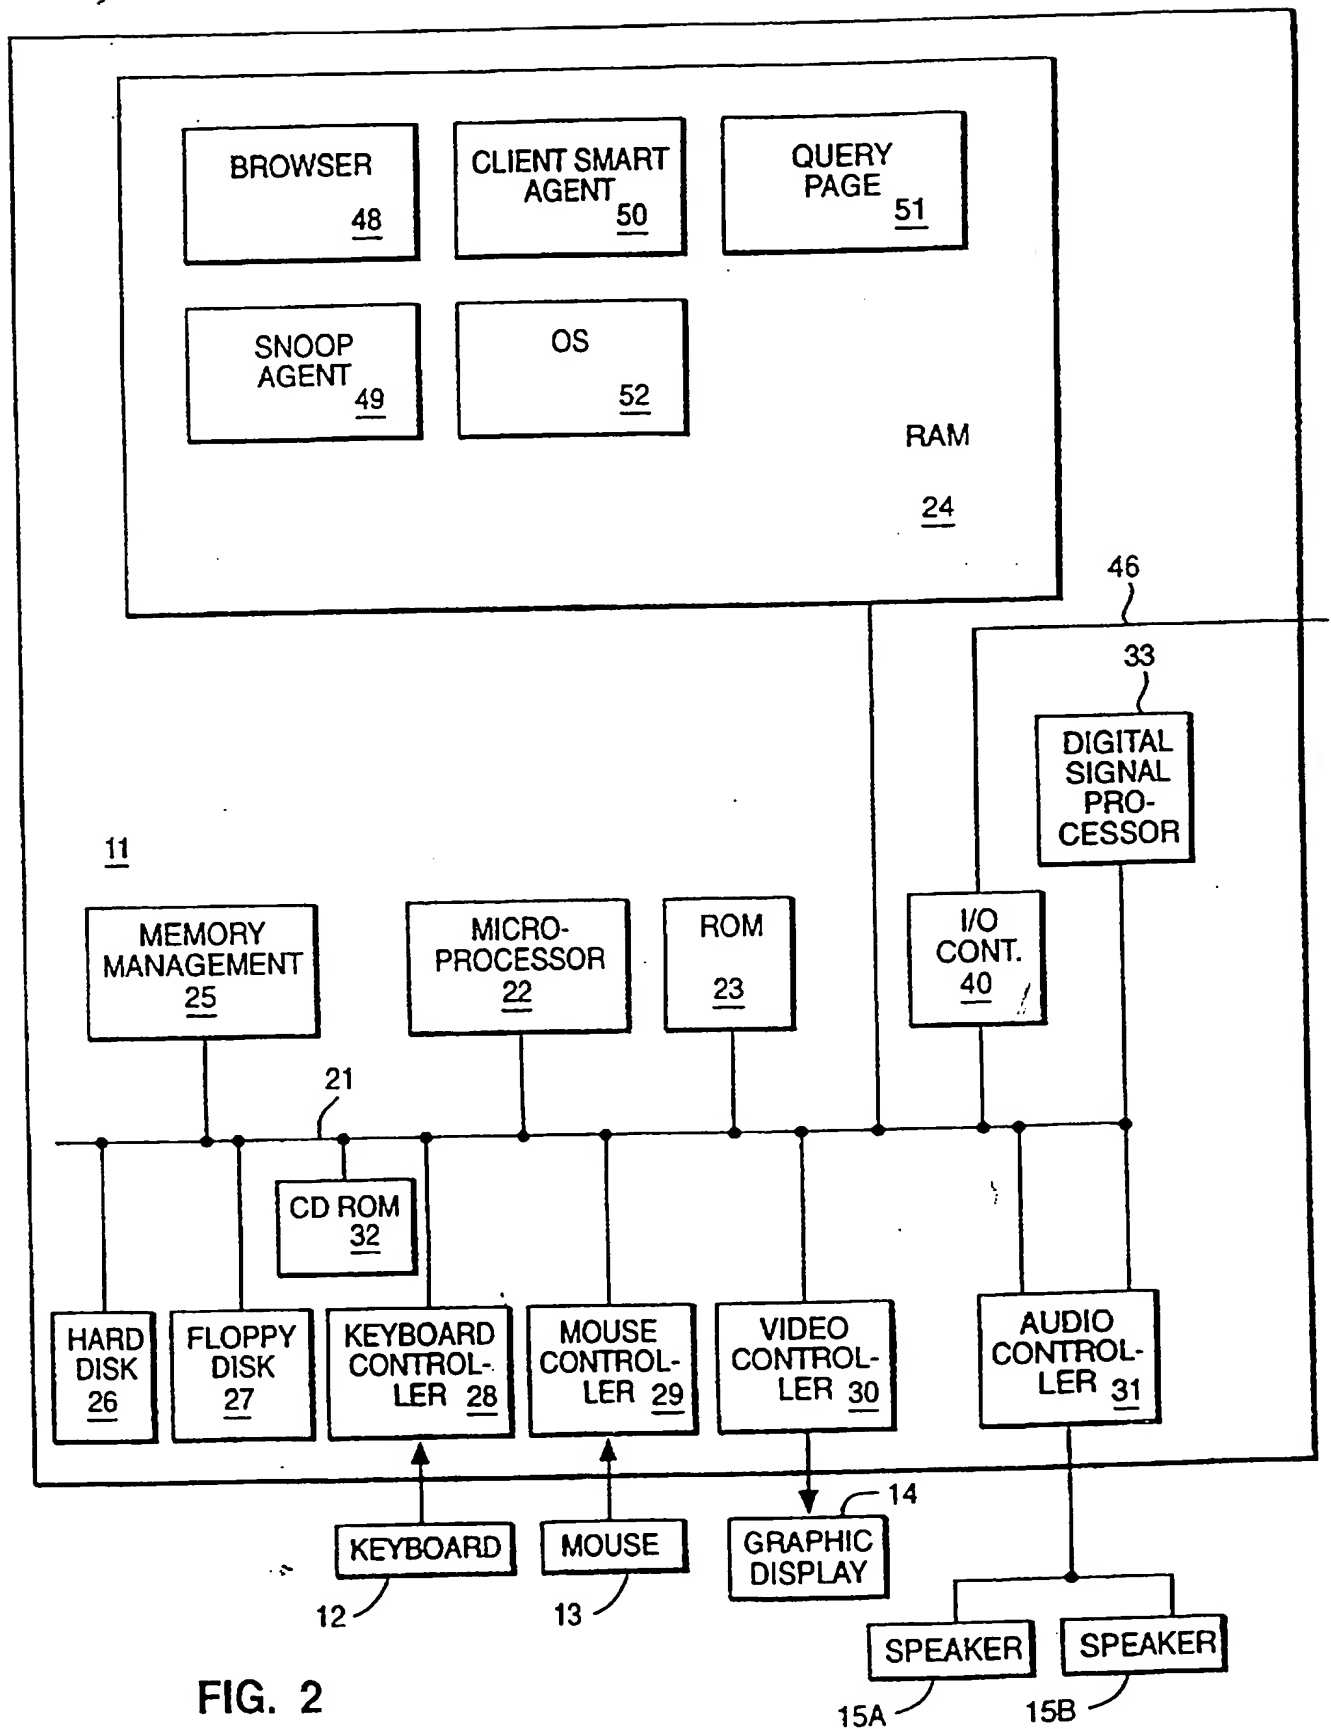 BROWSER
48
CLIENT SMART
AGENT
50
QUERY
PAGE
51
SNOOP
AGENT
49
OS
52
RAM
24
46
33
DIGITAL
SIGNAL
PRO-
CESSOR
11
MEMORY
MANAGEMENT
25
MICRO-
PROCESSOR
22
ROM
23
I/O
CONT.
40
21
CD ROM
32
HARD
DISK
26
FLOPPY
DISK
27
KEYBOARD
CONTROL-
LER 28
MOUSE
CONTROL-
LER 29
VIDEO
CONTROL-
LER 30
AUDIO
CONTROL-
LER 31
KEYBOARD
12
MOUSE
13
14
GRAPHIC
DISPLAY
SPEAKER
15A
SPEAKER
15B
FIG. 2